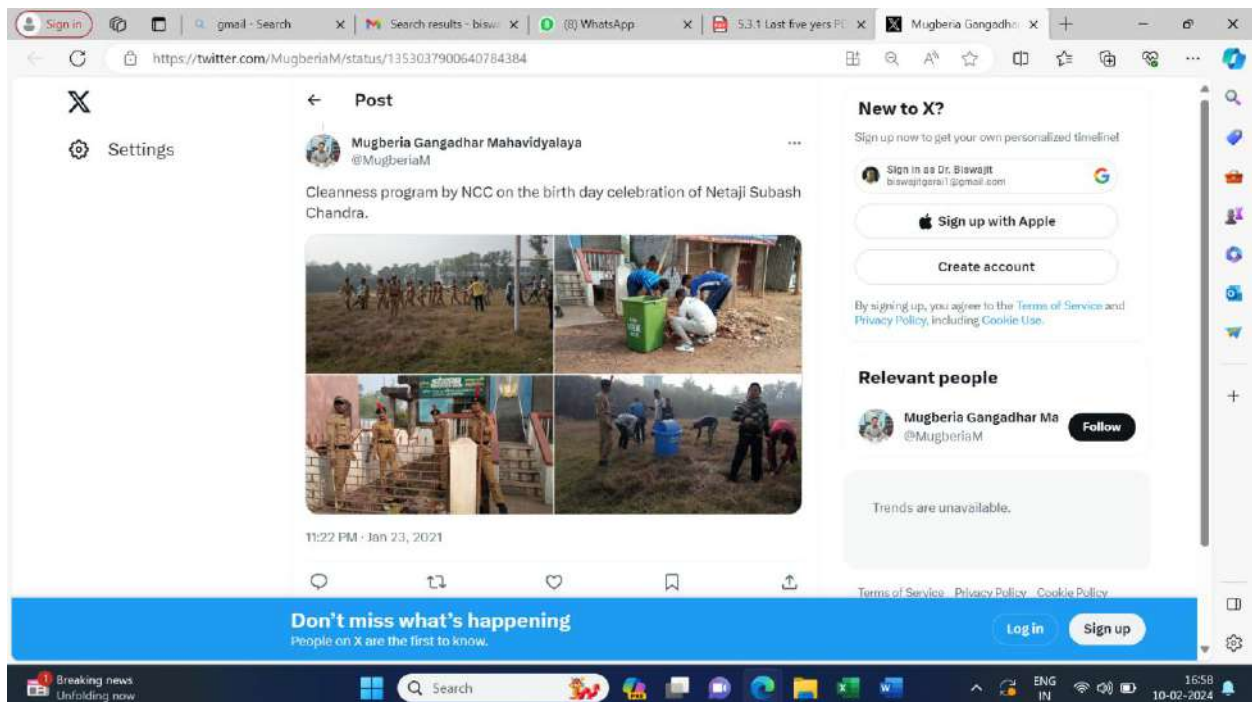 Sign in
gmail - Search
Search results - bisw
(8) WhatsApp
5.3.1 Last five yers P
Mugberia Gangadha
https://twitter.com/MugberiaM/status/1353037900640784384
Post
Settings
Mugberia Gangadhar Mahavidyalaya
@MugberiaM
Cleanness program by NCC on the birth day celebration of Netaji Subash
Chandra.
11:22 PM · Jan 23, 2021
New to X?
Sign up now to get your own personalized timeline!
Sign in as Dr. Biswajit
biswajitgarai1@gmail.com
Sign up with Apple
Create account
By signing up, you agree to the Terms of Service and
Privacy Policy, including Cookie Use.
Relevant people
Mugberia Gangadhar Ma
@MugberiaM
Follow
Trends are unavailable.
Terms of Service Privacy Policy Cookie Policy
Don't miss what's happening
People on X are the first to know.
Log in
Sign up
Breaking news
Unfolding now
Search
ENG
IN
16:58
10-02-2024